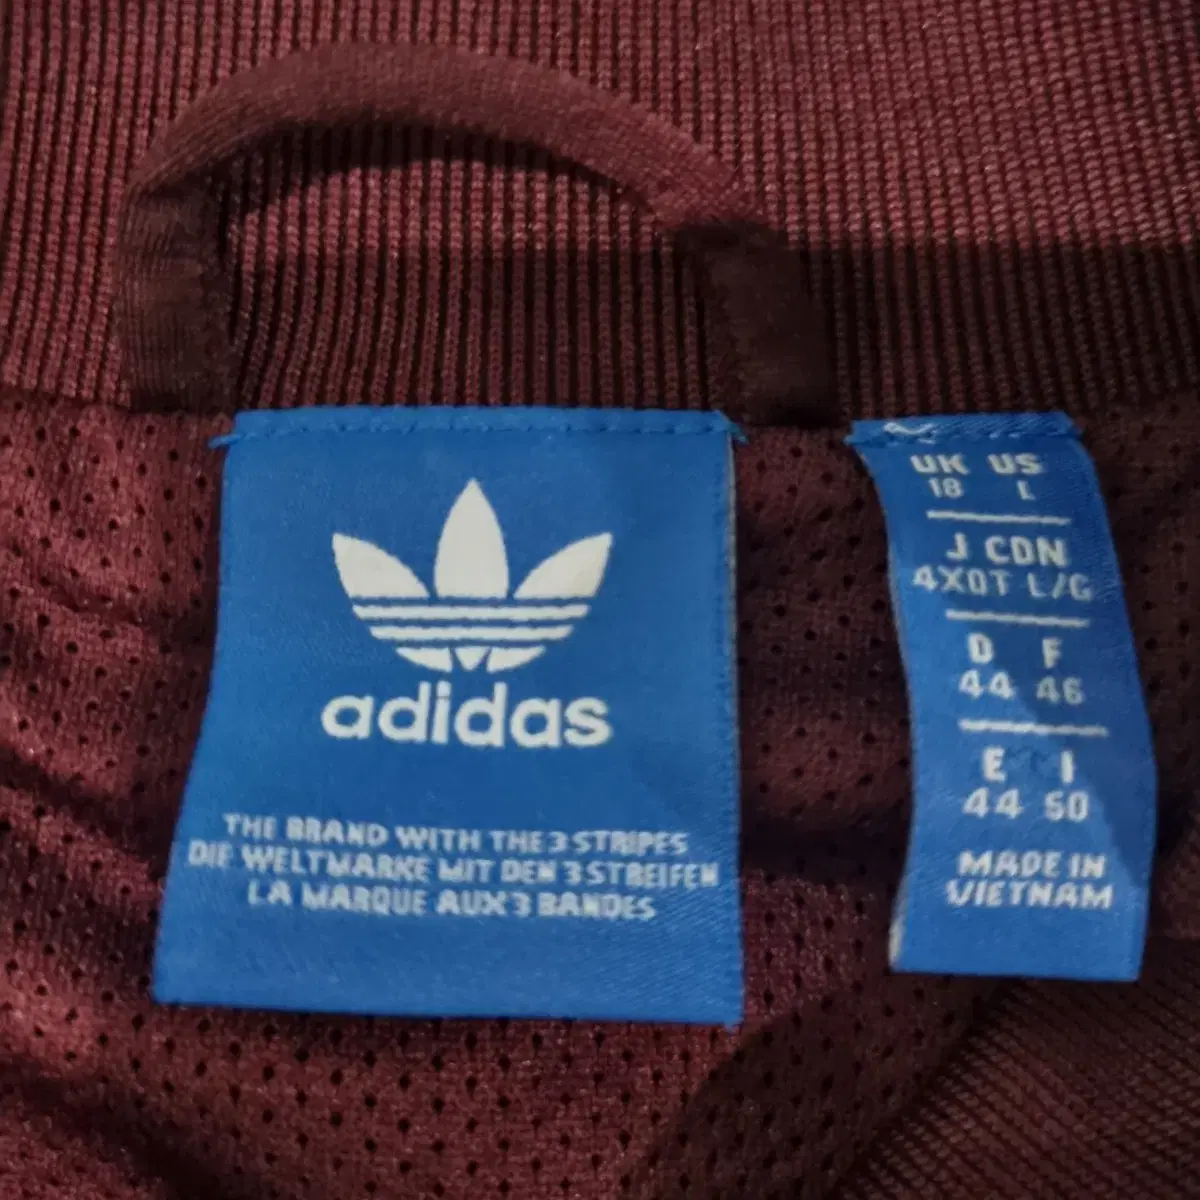 adidas
THE BRAND WITH THE 3 STRIPES
DIE WELTMARKE MIT DEN 3 STREIFEN
LA MARQUE AUX 3 BANDES
UK US
18 L
J CDN
4XOT L/G
D F
44 46
E I
44 50
MADE IN
VIETNAM